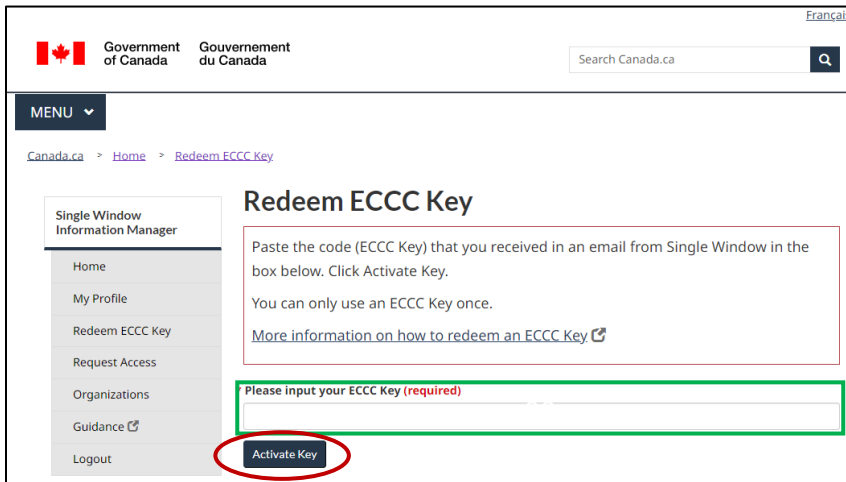 Françai
Government of Canada
Gouvernement du Canada
Search Canada.ca
MENU
Canada.ca > Home > Redeem ECCC Key
Single Window
Information Manager
Home
My Profile
Redeem ECCC Key
Request Access
Organizations
Guidance
Logout
Redeem ECCC Key
Paste the code (ECCC Key) that you received in an email from Single Window in the
box below. Click Activate Key.
You can only use an ECCC Key once.
More information on how to redeem an ECCC Key
* Please input your ECCC Key (required)
Activate Key